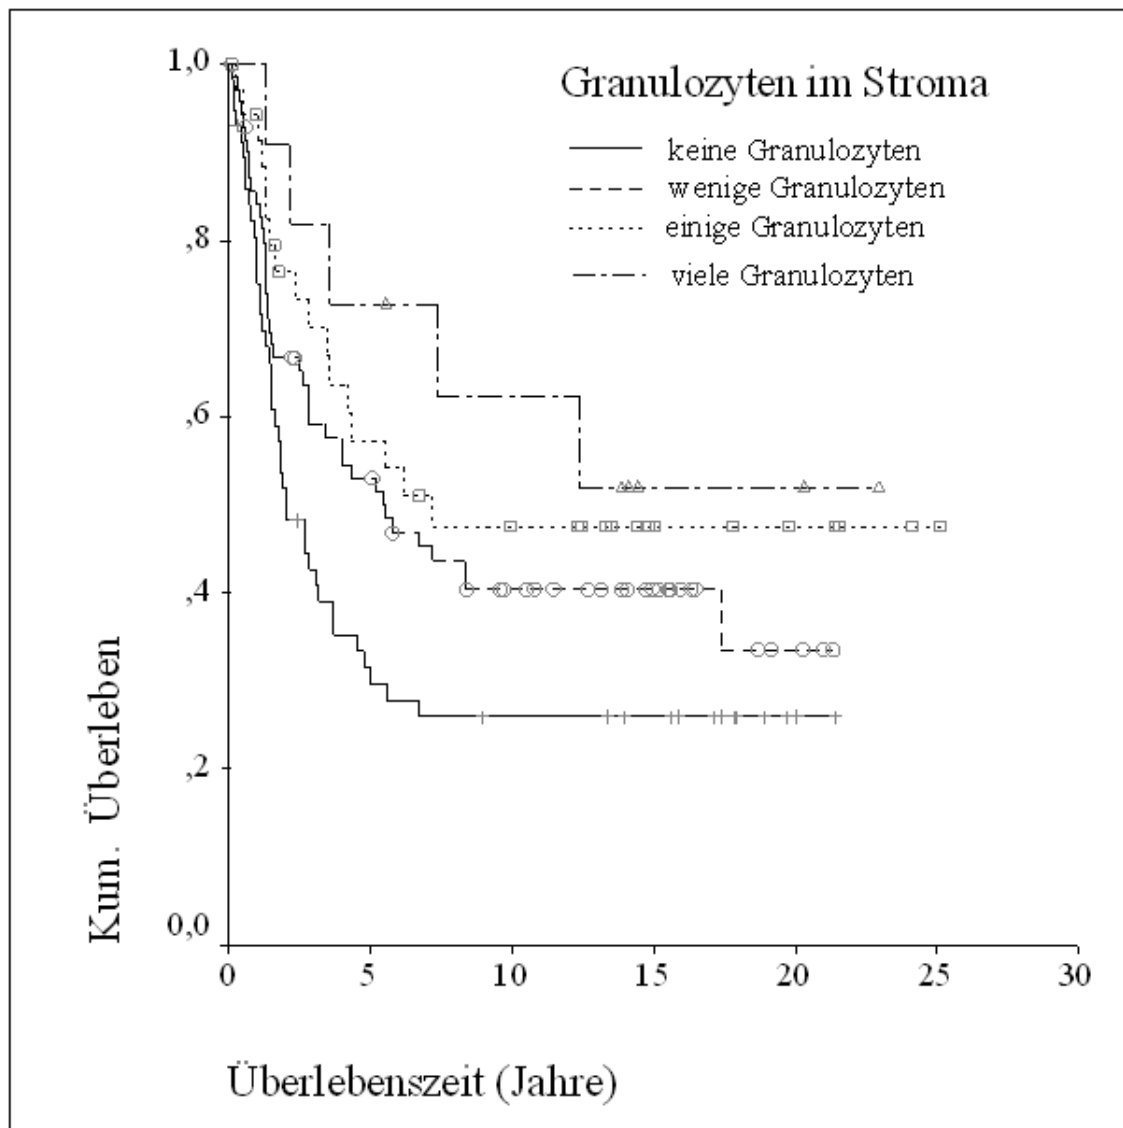 Granulozyten im Stroma
keine Granulozyten
wenige Granulozyten
einige Granulozyten
viele Granulozyten
Kum. Überleben
1,0
,8
,6
,4
,2
0,0
0 5 10 15 20 25 30
Überlebenszeit (Jahre)